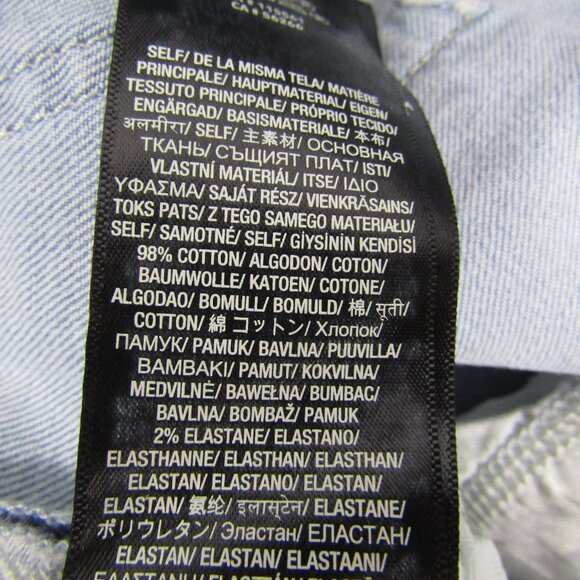 SELF/ DE LA MISMA TELA/ MATIÈRE
PRINCIPALE/ HAUPTMATERIAL/ EIGEN/
TESSUTO PRINCIPALE/ PRÓPRIO TECIDO/
ENGÄRGAD/ BASISMATERIALE/ 本布/
अलमीरा/ SELF/ 主素材/ ОСНОВНАЯ
ТКАНЬ/ СЪЩИЯТ ПЛАТ/ ISTI/
VLASTNÍ MATERIÁL/ ITSE/ ΙΔΙΟ
ΥΦΑΣΜΑ/ SAJÁT RÉSZ/ VIENKRĀSAINS/
TOKS PATS/ Z TEGO SAMEGO MATERIAŁU/
SELF/ SAMOTNÉ/ SELF/ GİYSİNİN KENDİSİ
98% COTTON/ ALGODON/ COTON/
BAUMWOLLE/ KATOEN/ COTONE/
ALGODAO/ BOMULL/ BOMULD/ 棉/ सूती/
COTTON/ 綿 コットン/ Хлопок/
ПАМУК/ PAMUK/ BAVLNA/ PUUVILLA/
ΒΑΜΒΑΚΙ/ PAMUT/ KOKVILNA/
MEDVILNĖ/ BAWEŁNA/ BUMBAC/
BAVLNA/ BOMBAŽ/ PAMUK
2% ELASTANE/ ELASTANO/
ELASTHANNE/ ELASTHAN/ ELASTHAN/
ELASTAN/ ELASTANO/ ELASTAN/
ELASTAN/ 氨纶/ इलास्टेन/ ELASTANE/
ポリウレタン/ Эластан/ ЕЛАСТАН/
ELASTAN/ ELASTAN/ ELASTAANI/
ΕΛΑΣΤΑΝΗ/ ELASZTÁN/ ELASTAN/